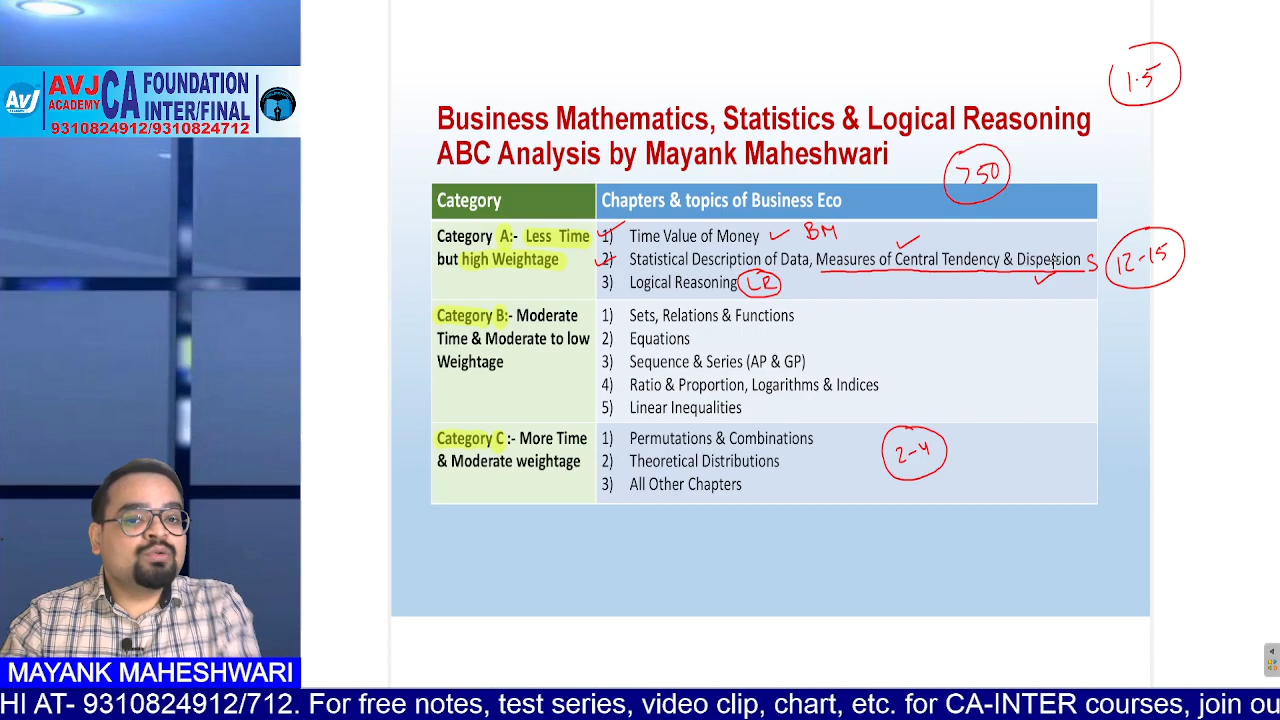 AVJ
AVJ
ACADEMY
CA
FOUNDATION
INTER/FINAL
9310824912/9310824712
1.5
Business Mathematics, Statistics & Logical Reasoning
ABC Analysis by Mayank Maheshwari
750
Category
Chapters & topics of Business Eco
Category A:- Less Time
but high Weightage
1) Time Value of Money BM
2) Statistical Description of Data, Measures of Central Tendency & Dispersion S
12-15
3) Logical Reasoning LR
Category B:- Moderate
Time & Moderate to low
Weightage
1) Sets, Relations & Functions
2) Equations
3) Sequence & Series (AP & GP)
4) Ratio & Proportion, Logarithms & Indices
5) Linear Inequalities
Category C :- More Time
& Moderate weightage
1) Permutations & Combinations
2) Theoretical Distributions
3) All Other Chapters
2-4
MAYANK MAHESHWARI
HI AT- 9310824912/712. For free notes, test series, video clip, chart, etc. for CA-INTER courses, join ou